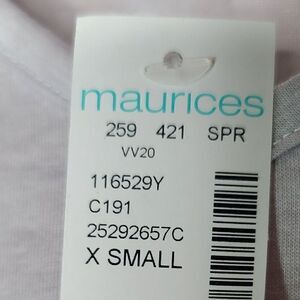 maurices
259 421 SPR
VV20
116529Y
C191
25292657C
X SMALL